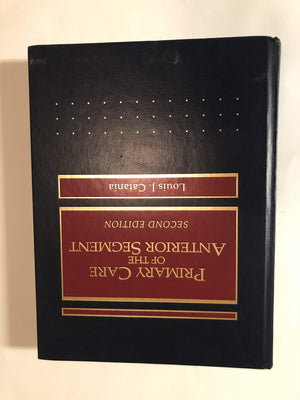 PRIMARY CARE
OF THE
ANTERIOR SEGMENT
SECOND EDITION
Louis J. Catania